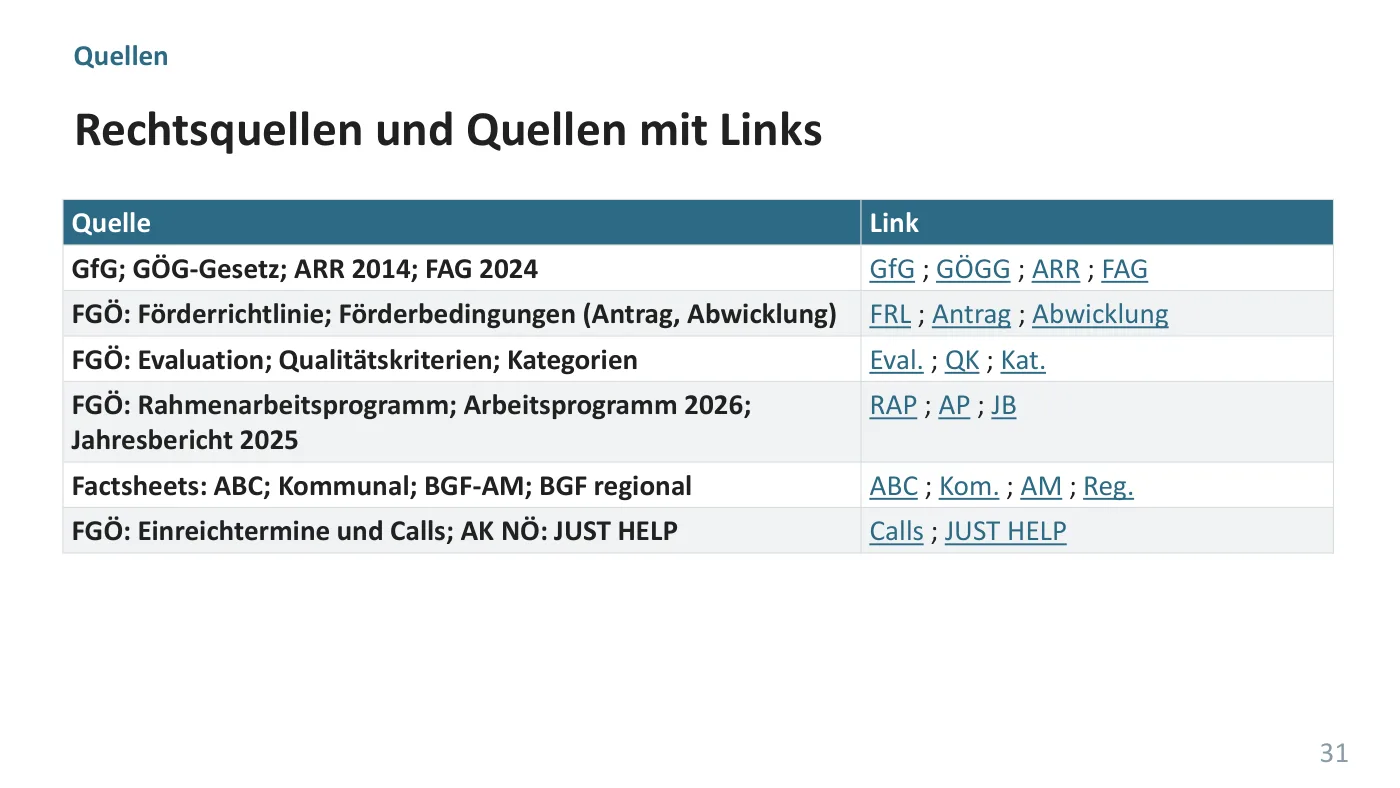 Quellen
Rechtsquellen und Quellen mit Links
Quelle Link
GfG; GÖG-Gesetz; ARR 2014; FAG 2024 GfG ; GÖGG ; ARR ; FAG
FGÖ: Förderrichtlinie; Förderbedingungen (Antrag, Abwicklung) FRL ; Antrag ; Abwicklung
FGÖ: Evaluation; Qualitätskriterien; Kategorien Eval. ; QK ; Kat.
FGÖ: Rahmenarbeitsprogramm; Arbeitsprogramm 2026; RAP ; AP ; JB
Jahresbericht 2025
Factsheets: ABC; Kommunal; BGF-AM; BGF regional ABC ; Kom. ; AM ; Reg.
FGÖ: Einreichtermine und Calls; AK NÖ: JUST HELP Calls ; JUST HELP
31